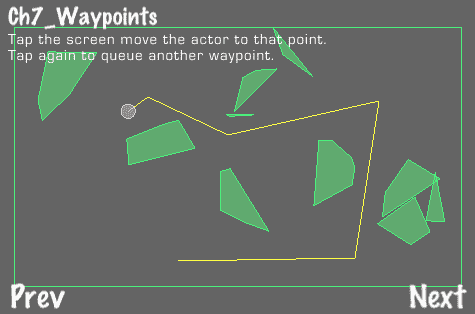 Ch7_Waypoints
Tap the screen move the actor to that point.
Tap again to queue another waypoint.
Prev
Next